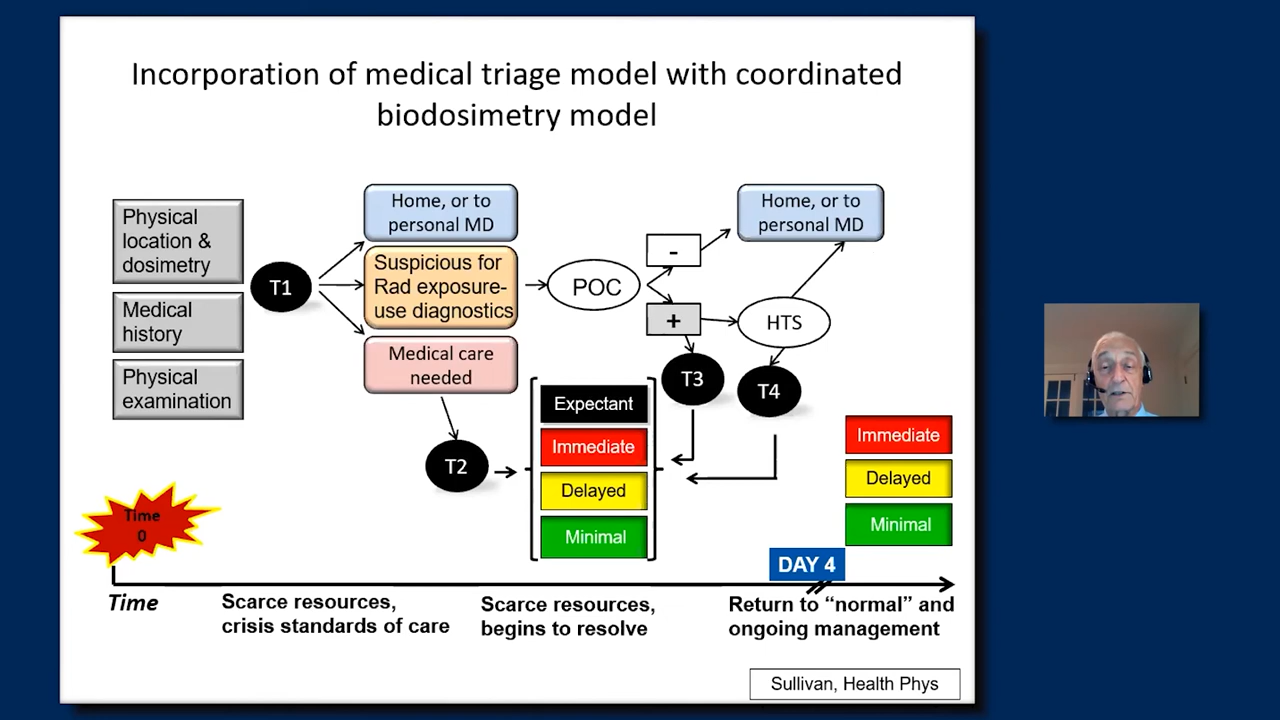 Incorporation of medical triage model with coordinated
biodosimetry model
Physical
location &
dosimetry
Medical
history
Physical
examination
T1
Home, or to
personal MD
Suspicious for
Rad exposure-
use diagnostics
Medical care
needed
T2
POC
-
+
Home, or to
personal MD
HTS
T3
T4
Expectant
Immediate
Delayed
Minimal
Immediate
Delayed
Minimal
Time
0
DAY 4
Time
Scarce resources,
crisis standards of care
Scarce resources,
begins to resolve
Return to “normal” and
ongoing management
Sullivan, Health Phys